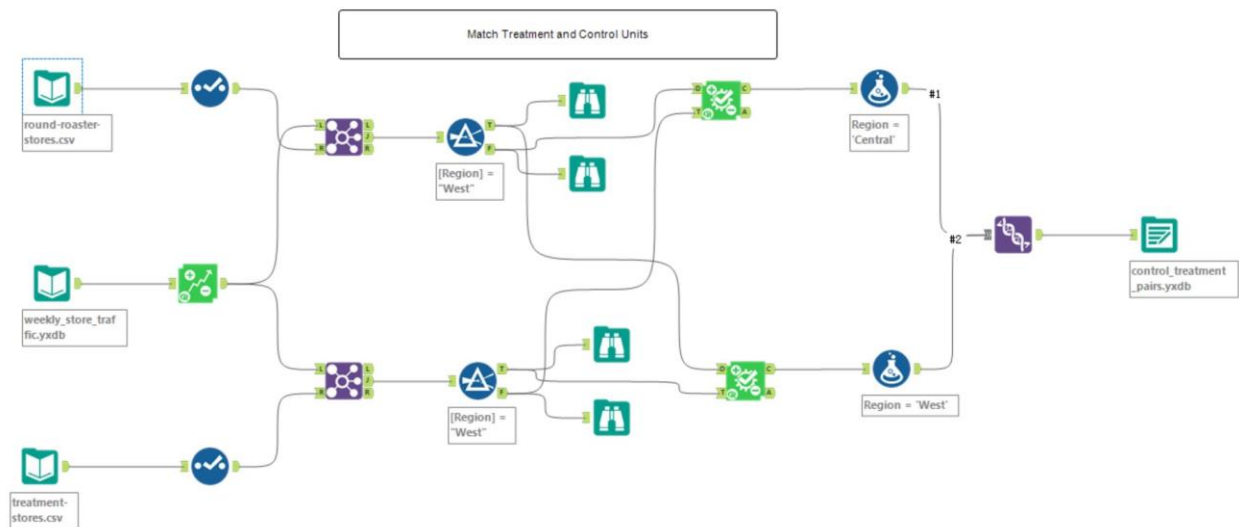 Match Treatment and Control Units
round-roaster-
stores.csv
L
R
L
J
R
[Region] =
"West"
T
F
D
T
C
A
Region =
'Central'
#1
weekly_store_traf
fic.yxdb
#2
control_treatment
_pairs.yxdb
L
R
L
J
R
[Region] =
"West"
T
F
D
T
C
A
Region = 'West'
treatment-
stores.csv